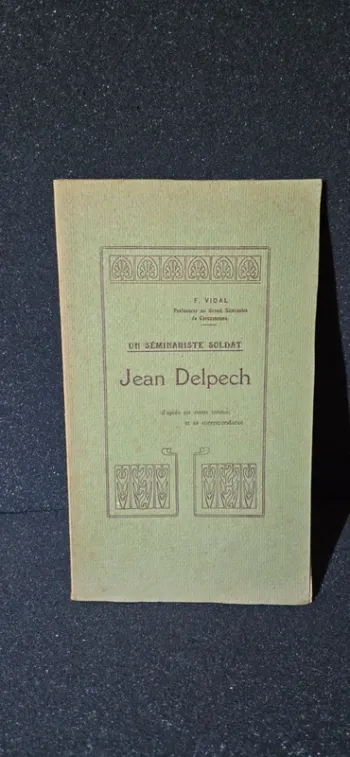 F. VIDAL
Professeur au Grand Séminaire
de Carcassonne.
UN SÉMINARISTE SOLDAT
Jean Delpech
d'après ses notes intimes
et sa correspondance